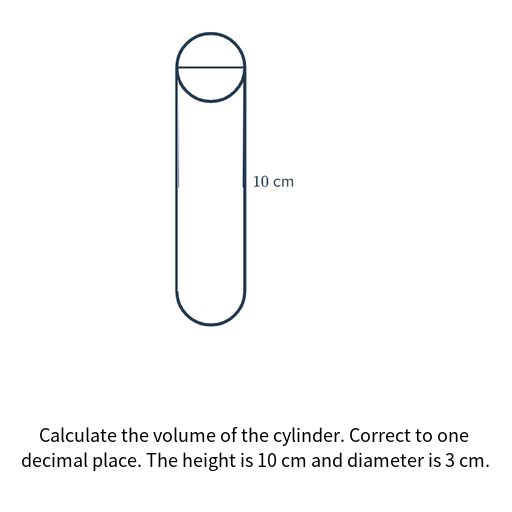 10 cm
Calculate the volume of the cylinder. Correct to one
decimal place. The height is 10 cm and diameter is 3 cm.